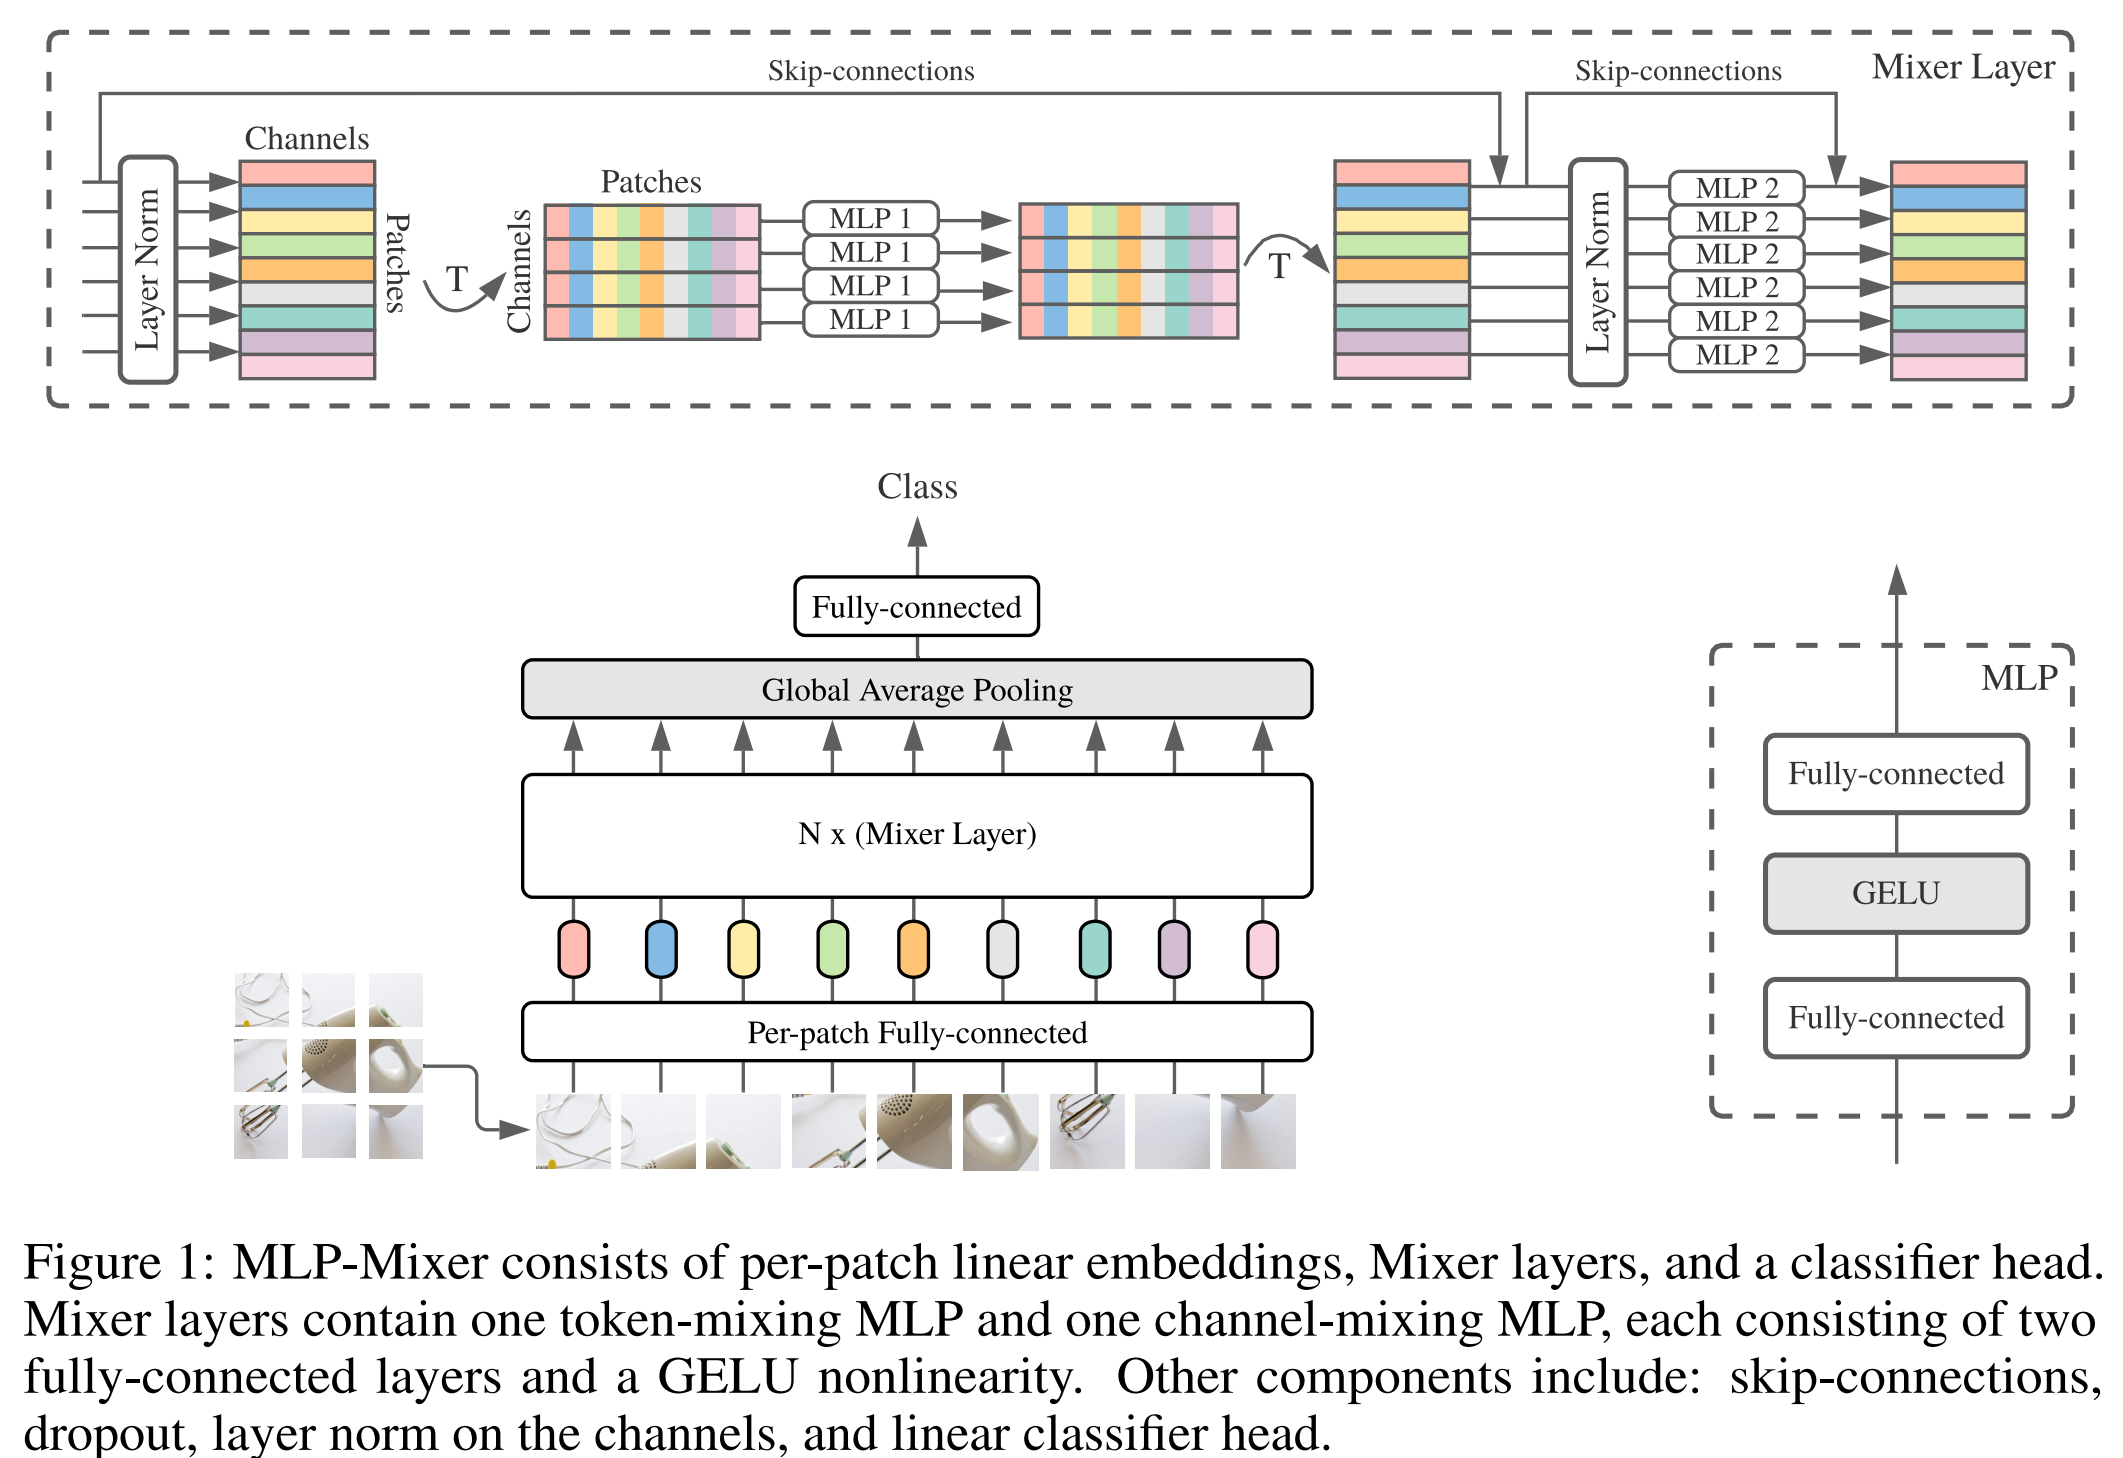 Skip-connections
Skip-connections
Mixer Layer
Channels
Layer Norm
Patches
T
Patches
Channels
MLP 1
MLP 1
MLP 1
MLP 1
T
Layer Norm
MLP 2
MLP 2
MLP 2
MLP 2
MLP 2
MLP 2
Class
Fully-connected
Global Average Pooling
N x (Mixer Layer)
Per-patch Fully-connected
MLP
Fully-connected
GELU
Fully-connected
Figure 1: MLP-Mixer consists of per-patch linear embeddings, Mixer layers, and a classifier head.
Mixer layers contain one token-mixing MLP and one channel-mixing MLP, each consisting of two
fully-connected layers and a GELU nonlinearity. Other components include: skip-connections,
dropout, layer norm on the channels, and linear classifier head.